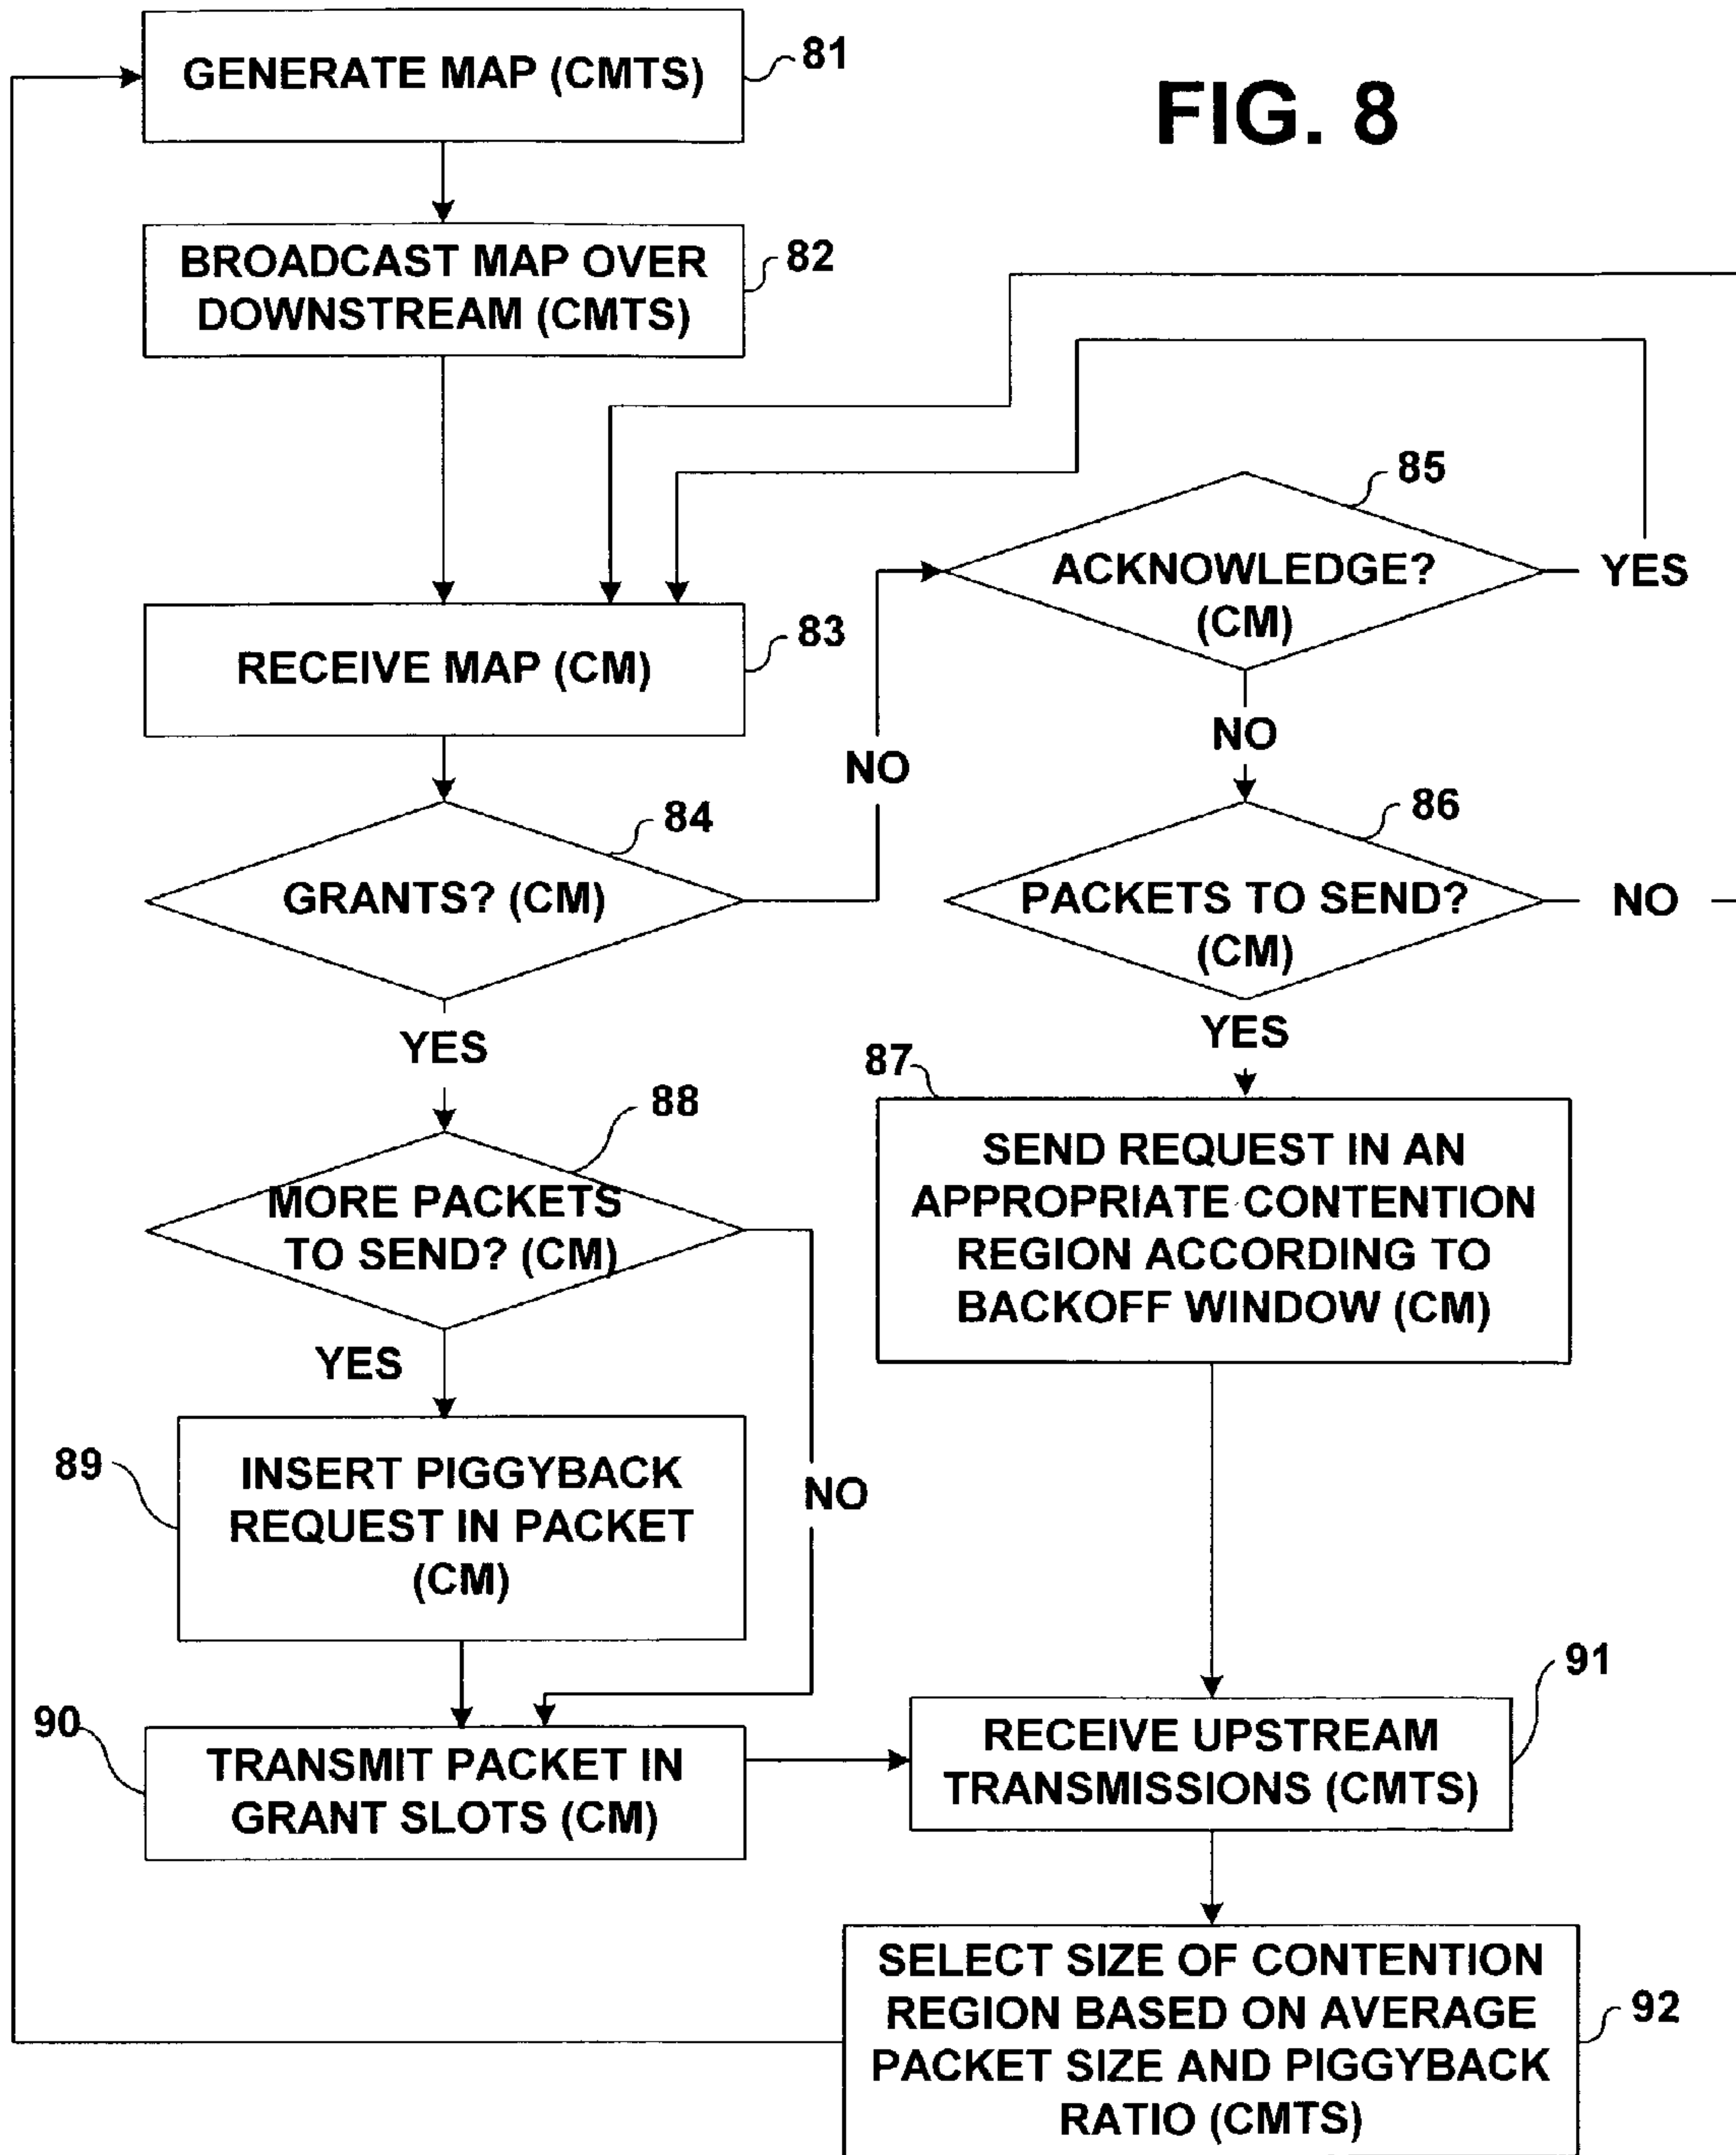 FIG. 8
GENERATE MAP (CMTS)
81
BROADCAST MAP OVER
DOWNSTREAM (CMTS)
82
RECEIVE MAP (CM)
83
GRANTS? (CM)
84
NO
YES
ACKNOWLEDGE?
(CM)
85
YES
NO
PACKETS TO SEND?
(CM)
86
NO
YES
87
SEND REQUEST IN AN
APPROPRIATE CONTENTION
REGION ACCORDING TO
BACKOFF WINDOW (CM)
MORE PACKETS
TO SEND? (CM)
88
YES
NO
89
INSERT PIGGYBACK
REQUEST IN PACKET
(CM)
90
TRANSMIT PACKET IN
GRANT SLOTS (CM)
RECEIVE UPSTREAM
TRANSMISSIONS (CMTS)
91
SELECT SIZE OF CONTENTION
REGION BASED ON AVERAGE
PACKET SIZE AND PIGGYBACK
RATIO (CMTS)
92